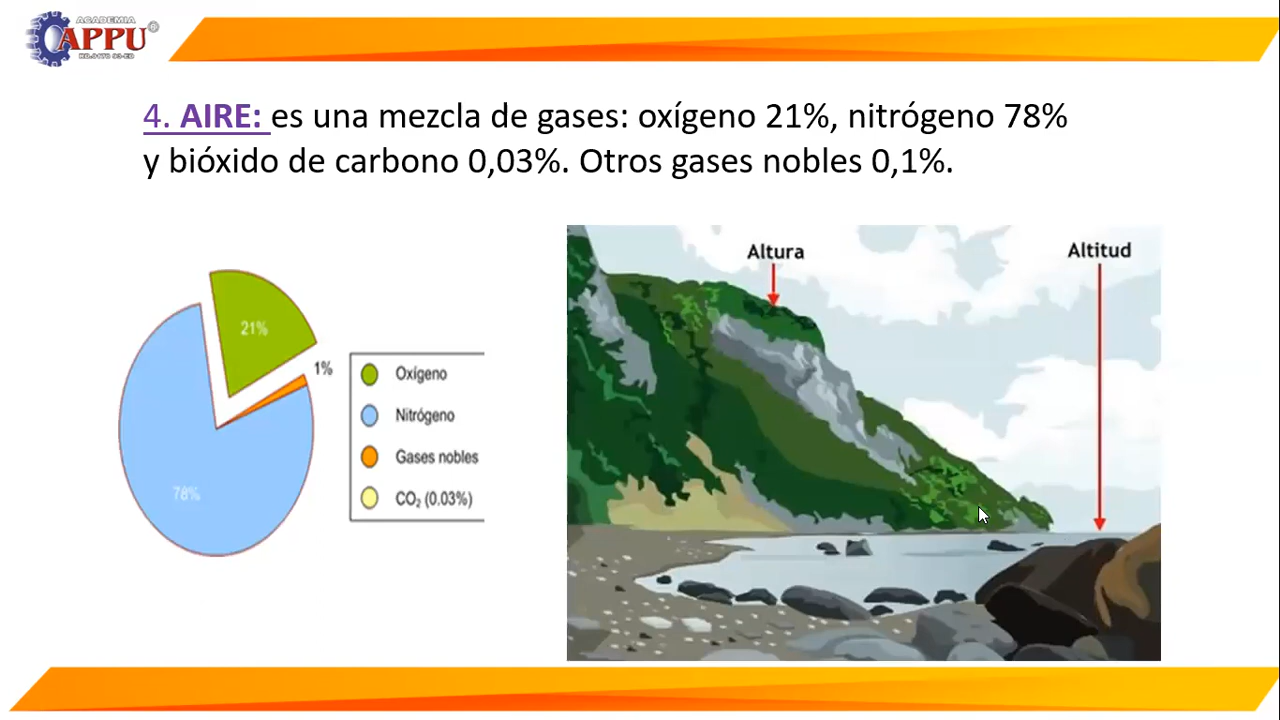 ACADEMIA
CAPPU®
4. AIRE: es una mezcla de gases: oxígeno 21%, nitrógeno 78%
y bióxido de carbono 0,03%. Otros gases nobles 0,1%.
21%
1%
78%
Oxígeno
Nitrógeno
Gases nobles
CO₂ (0.03%)
Altura
Altitud